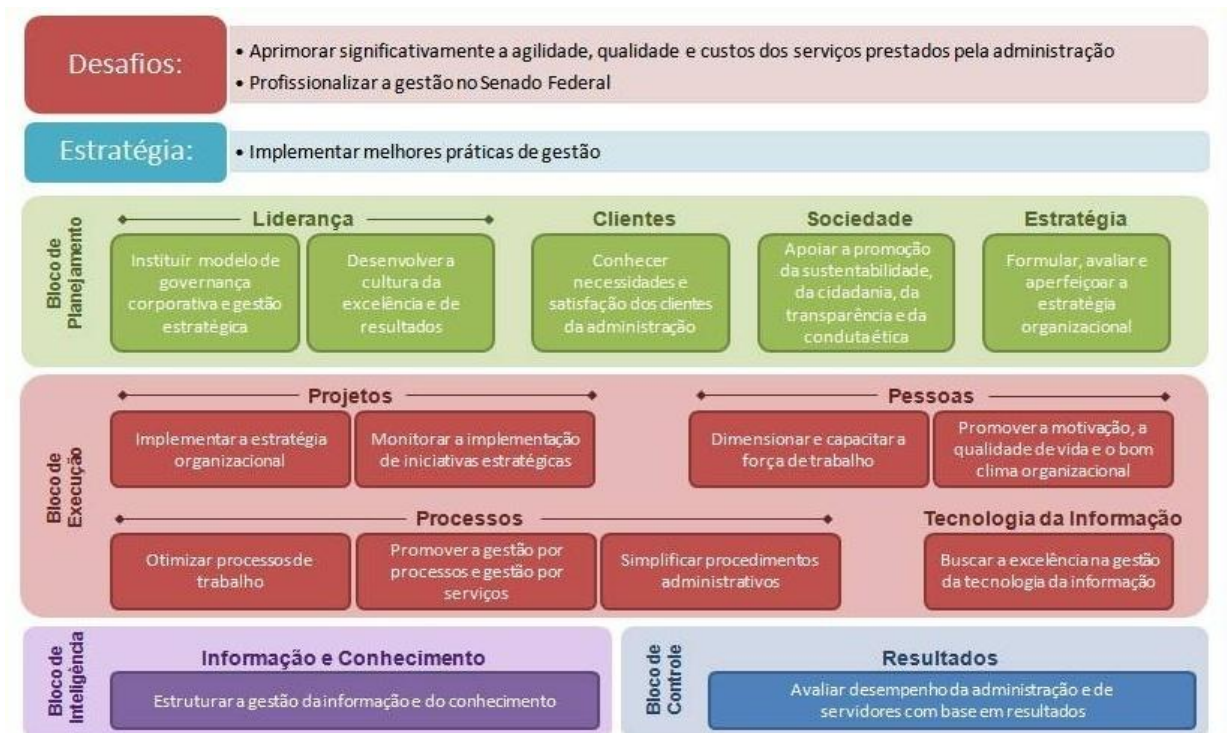 Desafios:
• Aprimorar significativamente a agilidade, qualidade e custos dos serviços prestados pela administração
• Profissionalizar a gestão no Senado Federal
Estratégia:
• Implementar melhores práticas de gestão
Bloco de
Planejamento
Liderança
Instituir modelo de
governança
corporativa e gestão
estratégica
Desenvolver a
cultura da
excelência e de
resultados
Clientes
Conhecer
necessidades e
satisfação dos clientes
da administração
Sociedade
Apoiar a promoção
da sustentabilidade,
da cidadania, da
transparência e da
conduta ética
Estratégia
Formular, avaliar e
aperfeiçoar a
estratégia
organizacional
Bloco de
Execução
Projetos
Implementar a estratégia
organizacional
Monitorar a implementação
de iniciativas estratégicas
Pessoas
Dimensionar e capacitar a
força de trabalho
Promover a motivação, a
qualidade de vida e o bom
clima organizacional
Processos
Otimizar processos de
trabalho
Promover a gestão por
processos e gestão por
serviços
Simplificar procedimentos
administrativos
Tecnologia da Informação
Buscar a excelência na gestão
da tecnologia da informação
Bloco de
Inteligência
Informação e Conhecimento
Estruturar a gestão da informação e do conhecimento
Bloco de
Controle
Resultados
Avaliar desempenho da administração e de
servidores com base em resultados